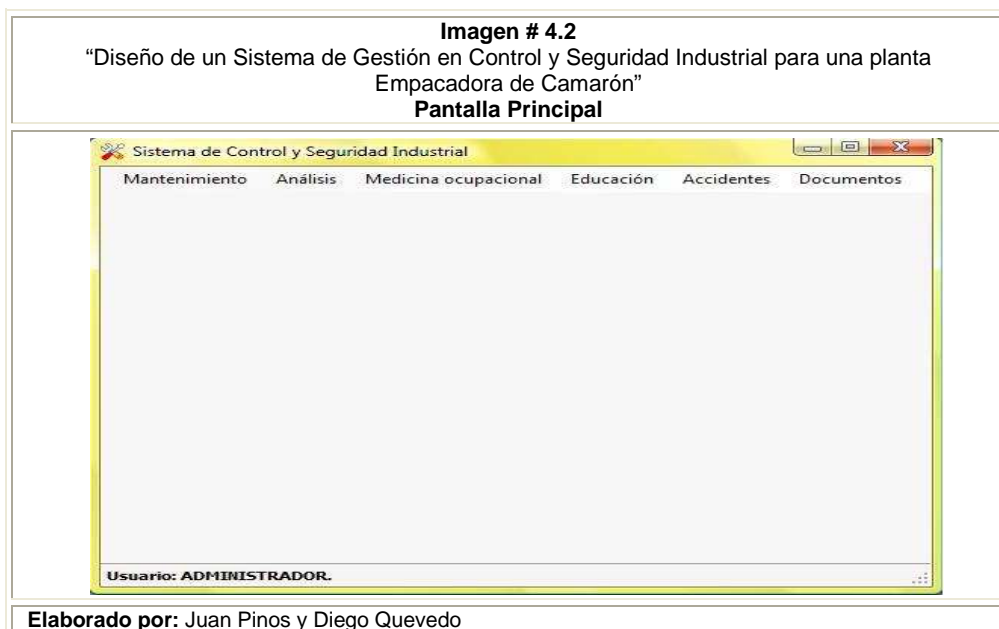 Imagen # 4.2
“Diseño de un Sistema de Gestión en Control y Seguridad Industrial para una planta
Empacadora de Camarón”
Pantalla Principal
Sistema de Control y Seguridad Industrial
Mantenimiento Análisis Medicina ocupacional Educación Accidentes Documentos
Usuario: ADMINISTRADOR.
Elaborado por: Juan Pinos y Diego Quevedo